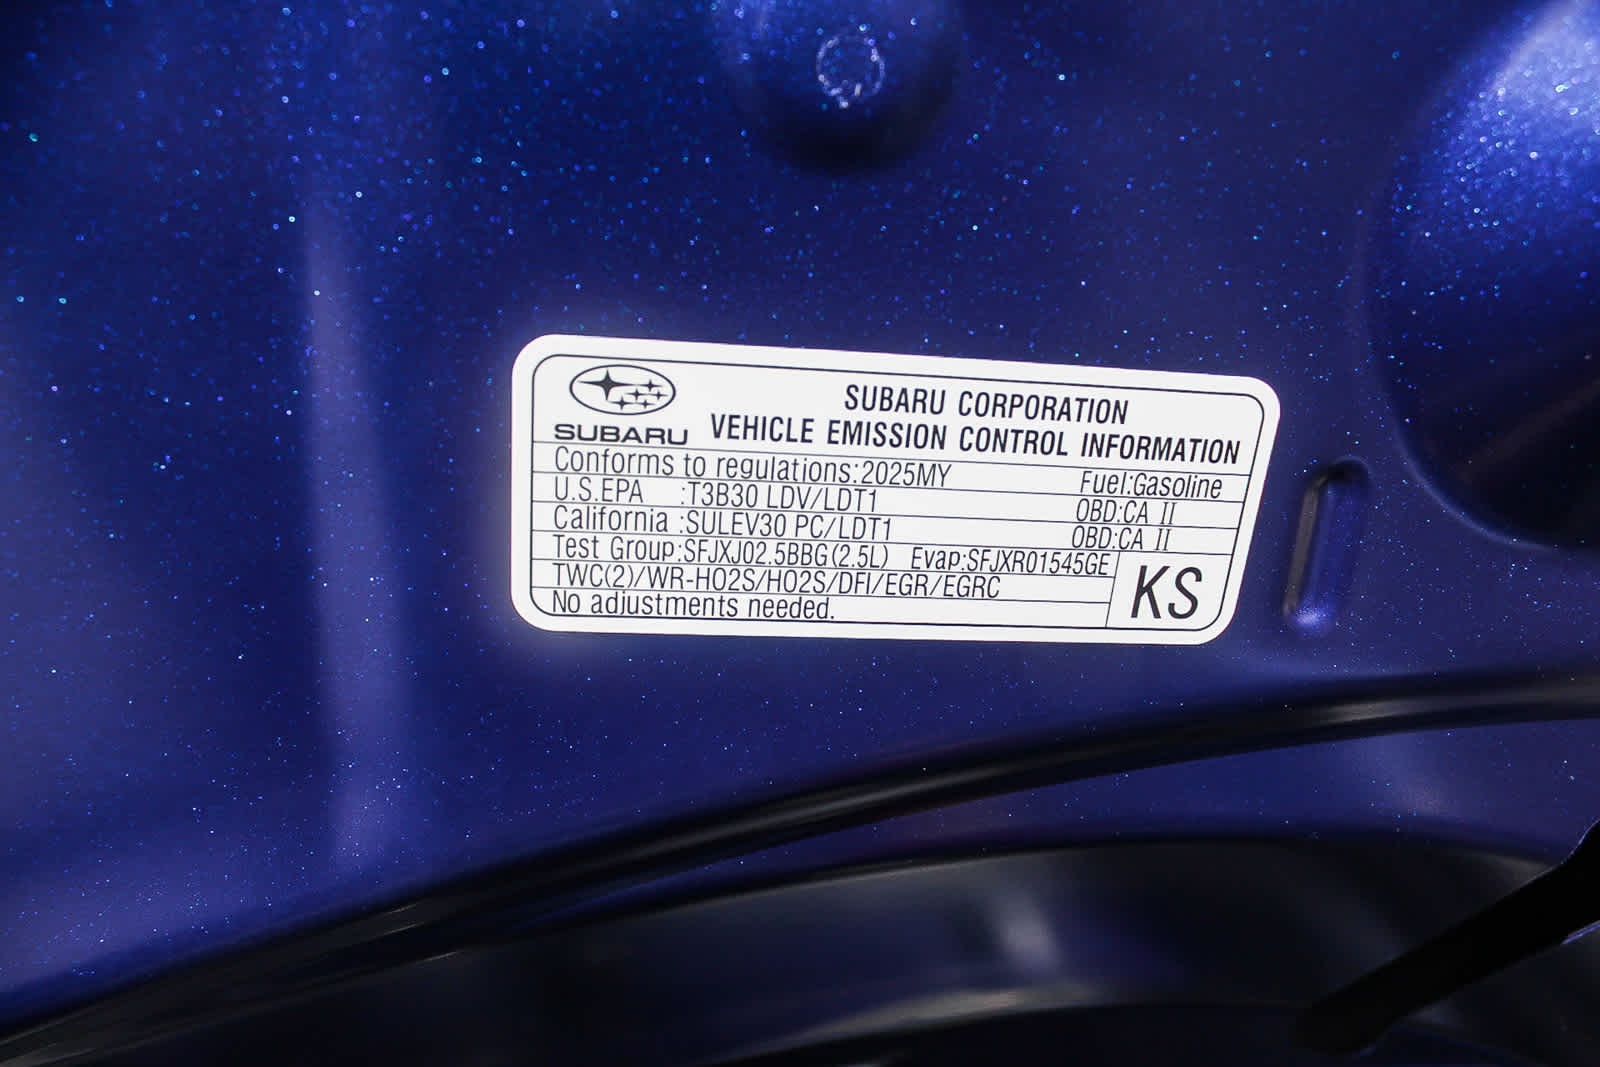 SUBARU
SUBARU CORPORATION
VEHICLE EMISSION CONTROL INFORMATION
Conforms to regulations:2025MY Fuel:Gasoline
U.S.EPA :T3B30 LDV/LDT1 OBD:CA II
California :SULEV30 PC/LDT1 OBD:CA II
Test Group:SFJXJ02.5BBG(2.5L) Evap:SFJXR01545GE
TWC(2)/WR-HO2S/HO2S/DFI/EGR/EGRC
No adjustments needed.
KS